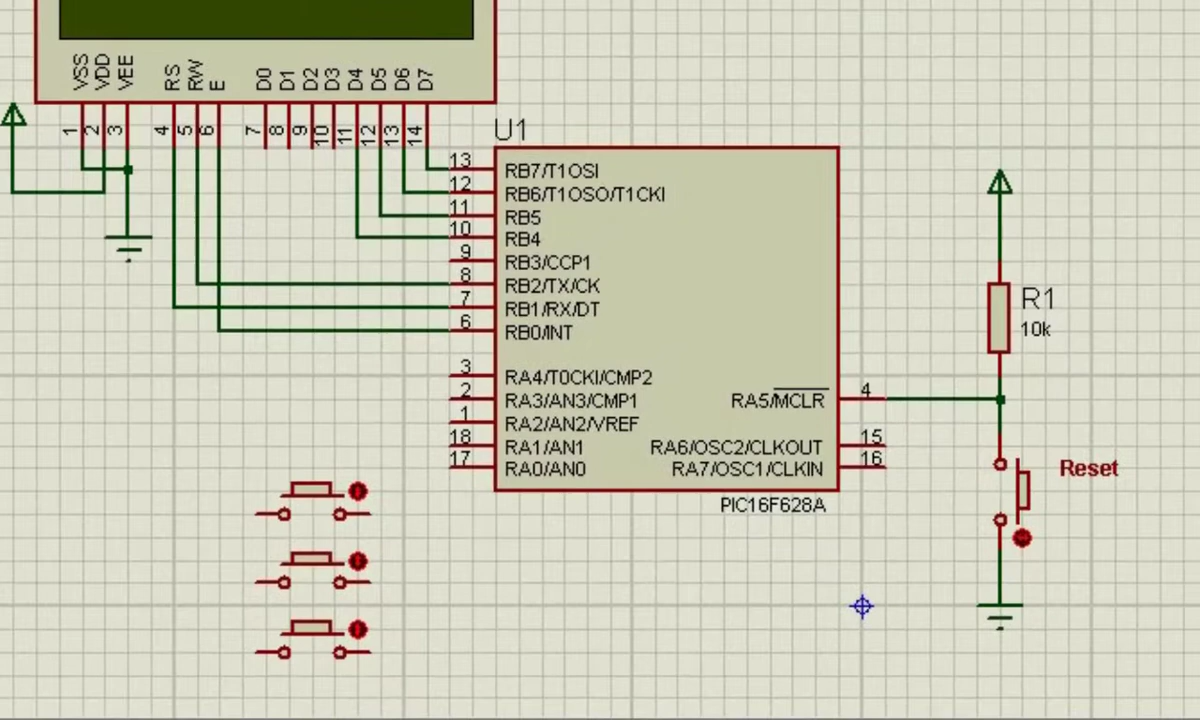 VSS VDD VEE RS RW E D0 D1 D2 D3 D4 D5 D6 D7
1 2 3 4 5 6 7 8 9 10 11 12 13 14
U1
13 RB7/T1OSI
12 RB6/T1OSO/T1CKI
11 RB5
10 RB4
9 RB3/CCP1
8 RB2/TX/CK
7 RB1/RX/DT
6 RB0/INT
R1
10k
3 RA4/T0CKI/CMP2
2 RA3/AN3/CMP1 RA5/MCLR 4
1 RA2/AN2/VREF
18 RA1/AN1 RA6/OSC2/CLKOUT 15
17 RA0/AN0 RA7/OSC1/CLKIN 16
Reset
PIC16F628A